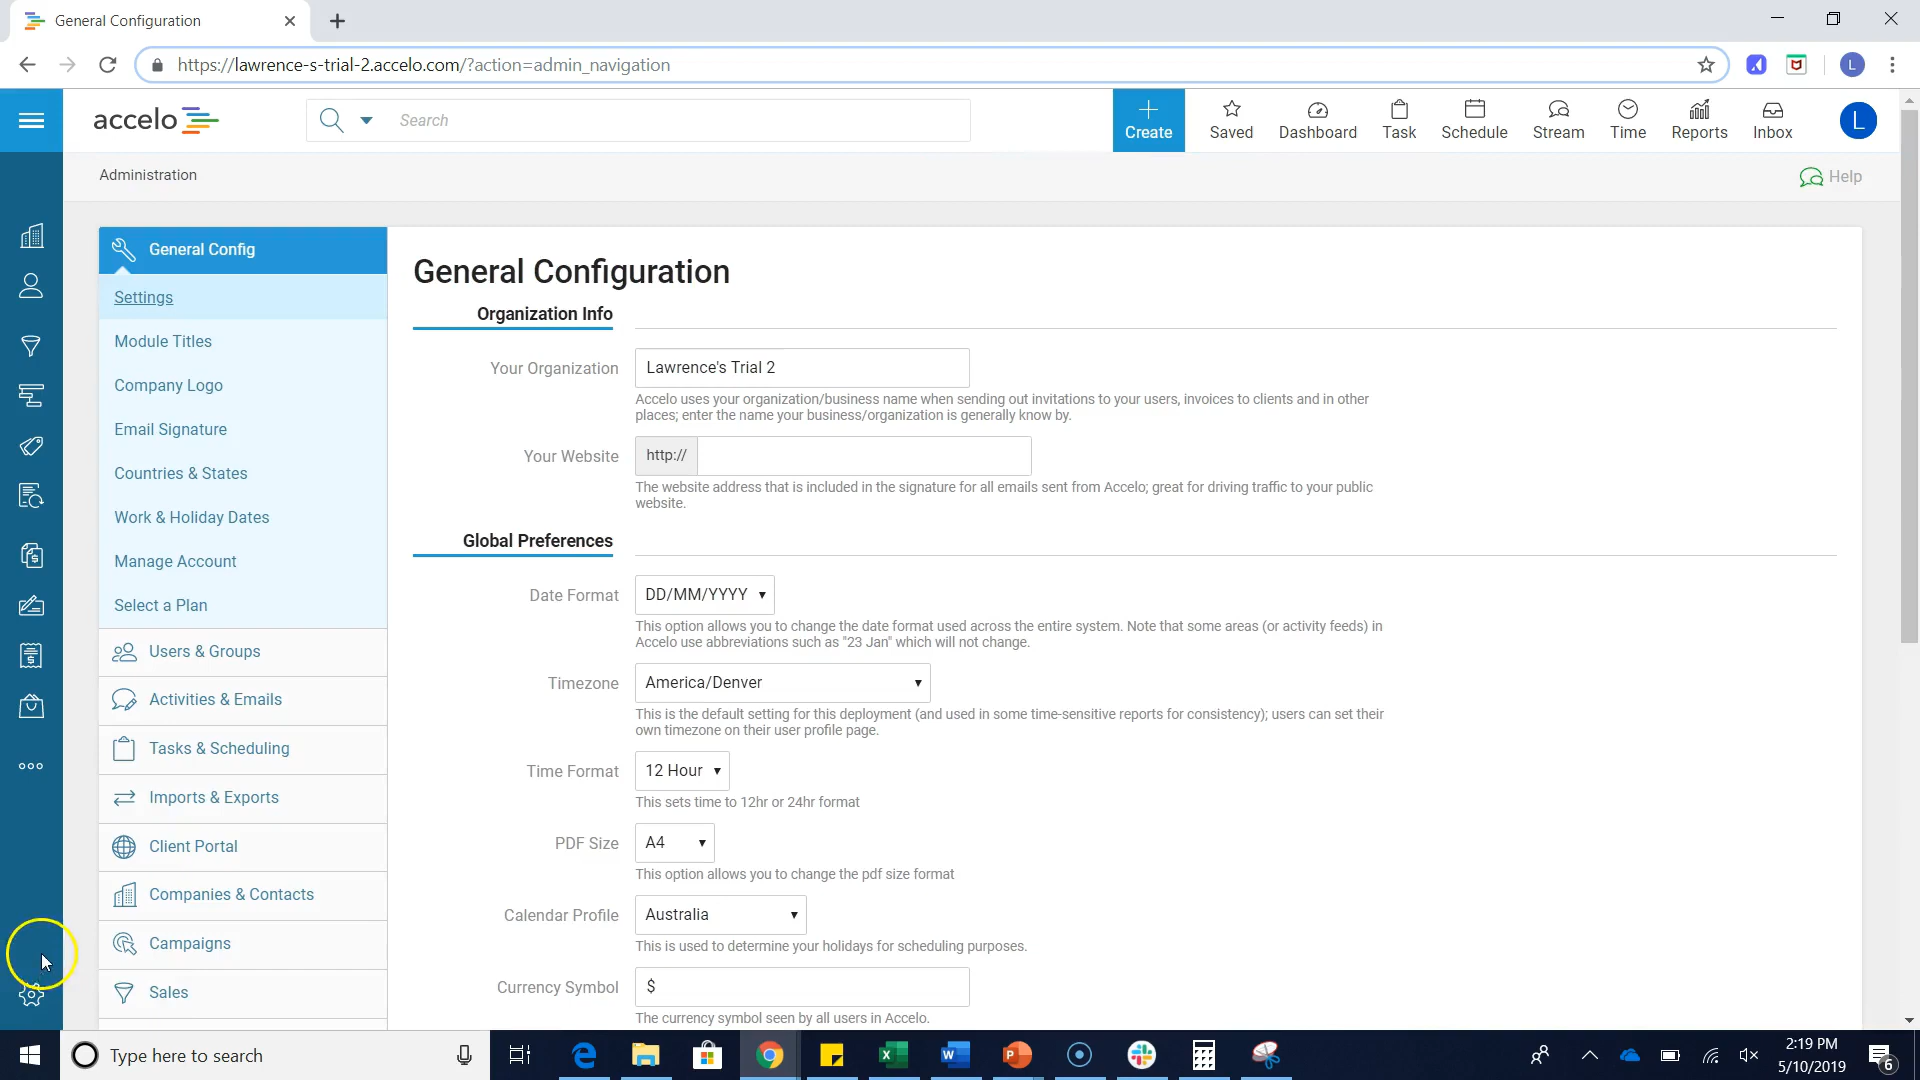 General Configuration
https://lawrence-s-trial-2.accelo.com/?action=admin_navigation
L
accelo
Search
Create
Saved
Dashboard
Task
Schedule
Stream
Time
Reports
Inbox
L
Administration
Help
General Config
Settings
Module Titles
Company Logo
Email Signature
Countries & States
Work & Holiday Dates
Manage Account
Select a Plan
Users & Groups
Activities & Emails
Tasks & Scheduling
Imports & Exports
Client Portal
Companies & Contacts
Campaigns
Sales
General Configuration
Organization Info
Your Organization
Lawrence's Trial 2
Accelo uses your organization/business name when sending out invitations to your users, invoices to clients and in other
places; enter the name your business/organization is generally know by.
Your Website
http://
The website address that is included in the signature for all emails sent from Accelo; great for driving traffic to your public
website.
Global Preferences
Date Format
DD/MM/YYYY
This option allows you to change the date format used across the entire system. Note that some areas (or activity feeds) in
Accelo use abbreviations such as "23 Jan" which will not change.
Timezone
America/Denver
This is the default setting for this deployment (and used in some time-sensitive reports for consistency); users can set their
own timezone on their user profile page.
Time Format
12 Hour
This sets time to 12hr or 24hr format
PDF Size
A4
This option allows you to change the pdf size format
Calendar Profile
Australia
This is used to determine your holidays for scheduling purposes.
Currency Symbol
$
The currency symbol seen by all users in Accelo.
Type here to search
2:19 PM
5/10/2019
6